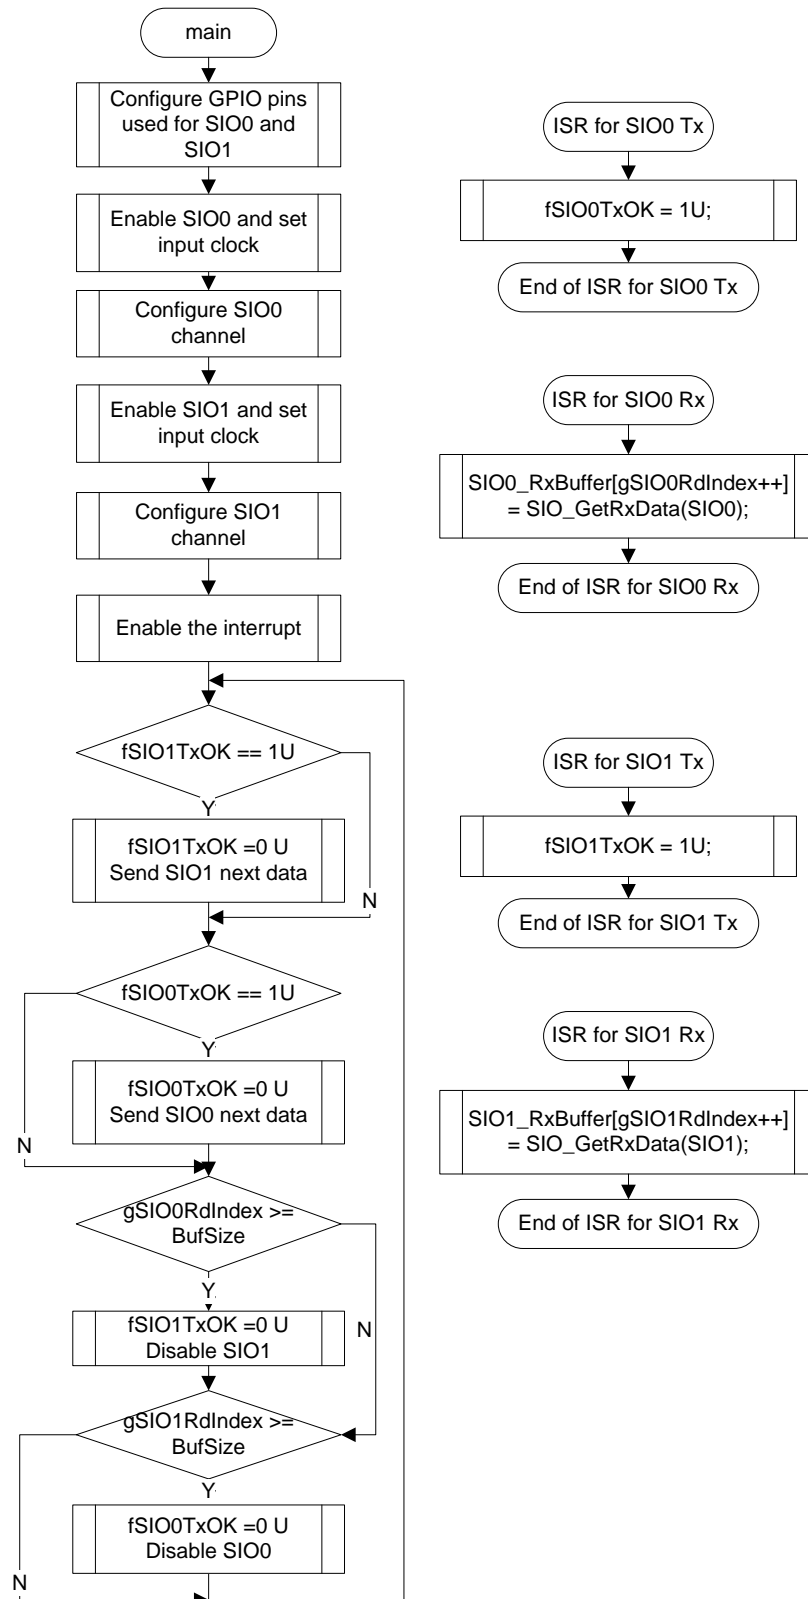 main
Configure GPIO pins
used for SIO0 and
SIO1
Enable SIO0 and set
input clock
Configure SIO0
channel
Enable SIO1 and set
input clock
Configure SIO1
channel
Enable the interrupt
fSIO1TxOK == 1U
Y
fSIO1TxOK =0 U
Send SIO1 next data
N
fSIO0TxOK == 1U
Y
fSIO0TxOK =0 U
Send SIO0 next data
N
gSIO0RdIndex >=
BufSize
Y
fSIO1TxOK =0 U
Disable SIO1
N
gSIO1RdIndex >=
BufSize
Y
fSIO0TxOK =0 U
Disable SIO0
N
ISR for SIO0 Tx
fSIO0TxOK = 1U;
End of ISR for SIO0 Tx
ISR for SIO0 Rx
SIO0_RxBuffer[gSIO0RdIndex++]
= SIO_GetRxData(SIO0);
End of ISR for SIO0 Rx
ISR for SIO1 Tx
fSIO1TxOK = 1U;
End of ISR for SIO1 Tx
ISR for SIO1 Rx
SIO1_RxBuffer[gSIO1RdIndex++]
= SIO_GetRxData(SIO1);
End of ISR for SIO1 Rx